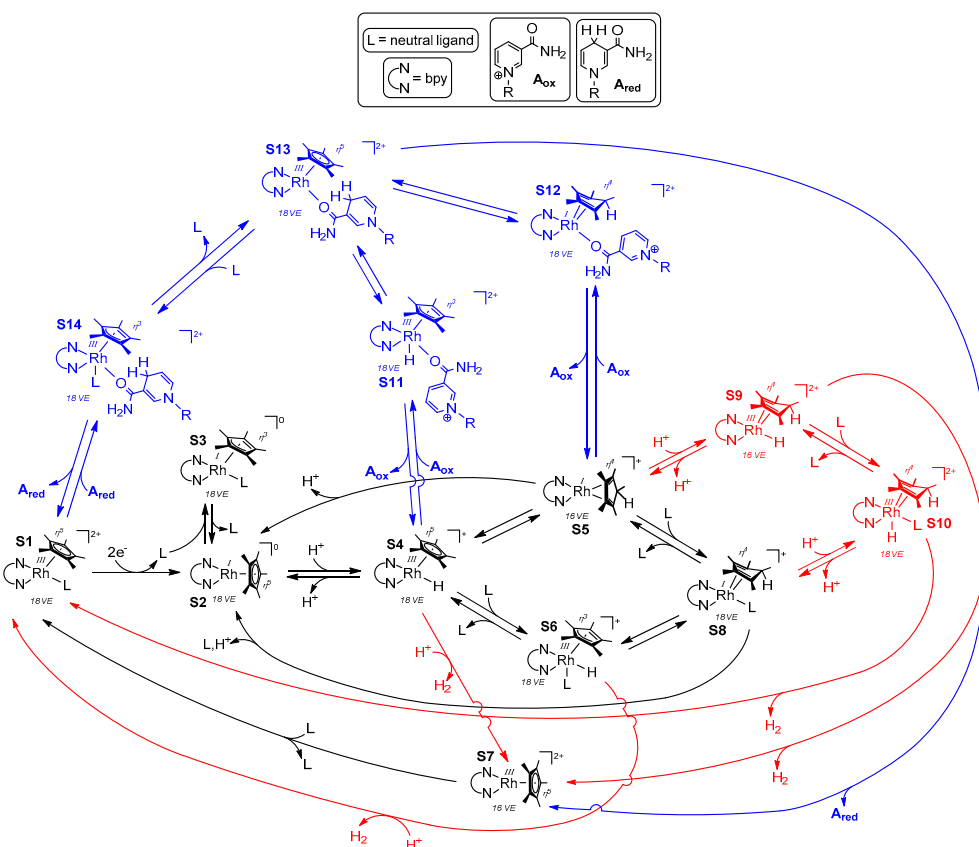 L = neutral ligand
N N = bpy
O NH2 N ⊕ R Aox
H H O NH2 N R Ared
S13 η5 ]2+
III Rh N N H H O
18 VE H2N N R
S12 η4 ]2+
I Rh N N O
18 VE H2N N ⊕ R
L L
S14 η3 ]2+
III Rh N N H H L O
18 VE H2N N R
η3 ]2+
III Rh N N H O NH2
18 VE S11 N ⊕ R
Aox Aox
S9 η4 ]2+
III Rh N N H H
16 VE
L L
S3 η3 ]0
I Rh N N L
18 VE
Ared Ared
Aox Aox
H+ H+
H+
η4 ]+
I Rh N N H
16 VE S5
η4 ]2+
III Rh N N H H L S10
18 VE
S1 η5 ]2+
III Rh N N L
18 VE
2e- L
L L
]0
I Rh N N η5
S2 18 VE
H+ H+
S4 η5 ]+
III Rh N N H
18 VE
L L
H+ H+
η4 ]+
I Rh N N H L
18 VE S8
L L
S6 η3 ]+
III Rh N N H L
18 VE
L,H+
H+ H2
H2
L L
S7 ]2+
III Rh N N η5
16 VE
H2
Ared
H2 H+